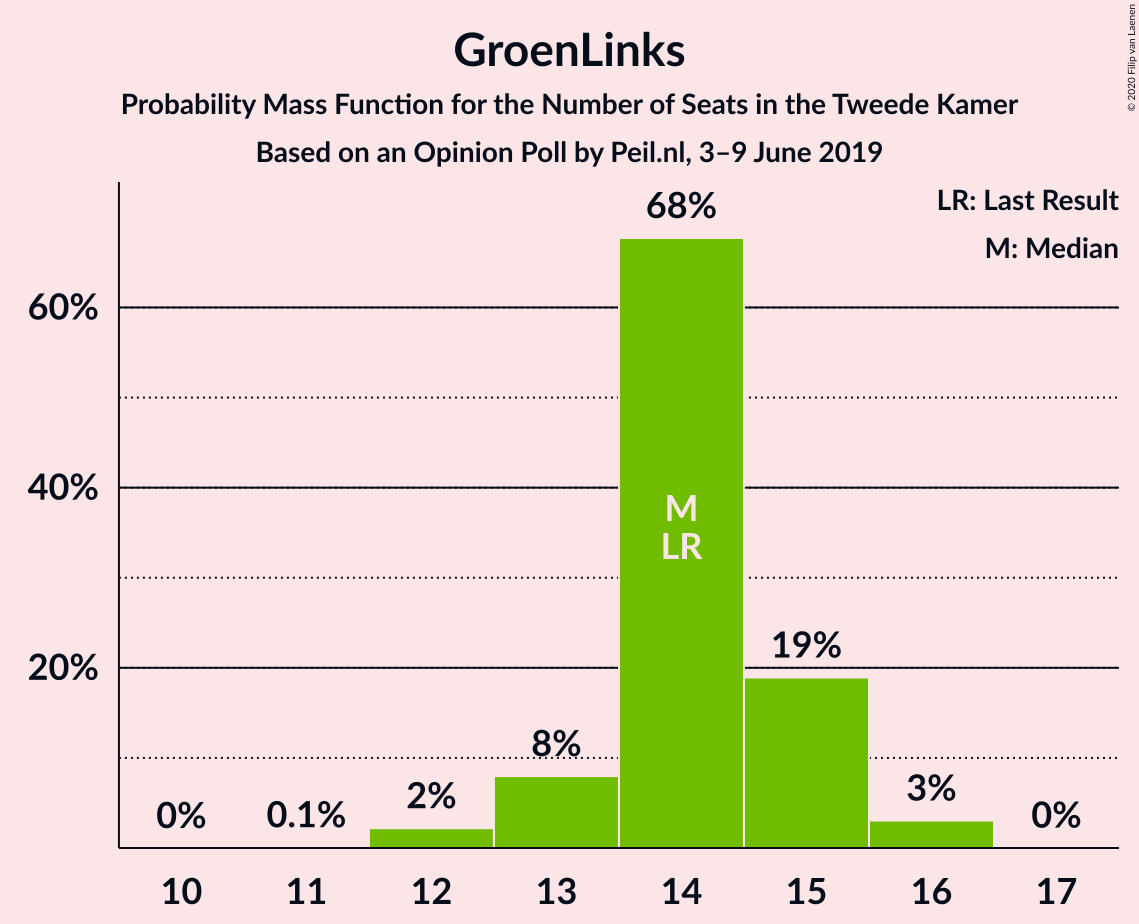 GroenLinks
Probability Mass Function for the Number of Seats in the Tweede Kamer
Based on an Opinion Poll by Peil.nl, 3–9 June 2019
© 2020 Filip van Laenen
LR: Last Result
M: Median
60%
40%
20%
0%
0.1%
2%
8%
68%
M
LR
19%
3%
0%
10
11
12
13
14
15
16
17